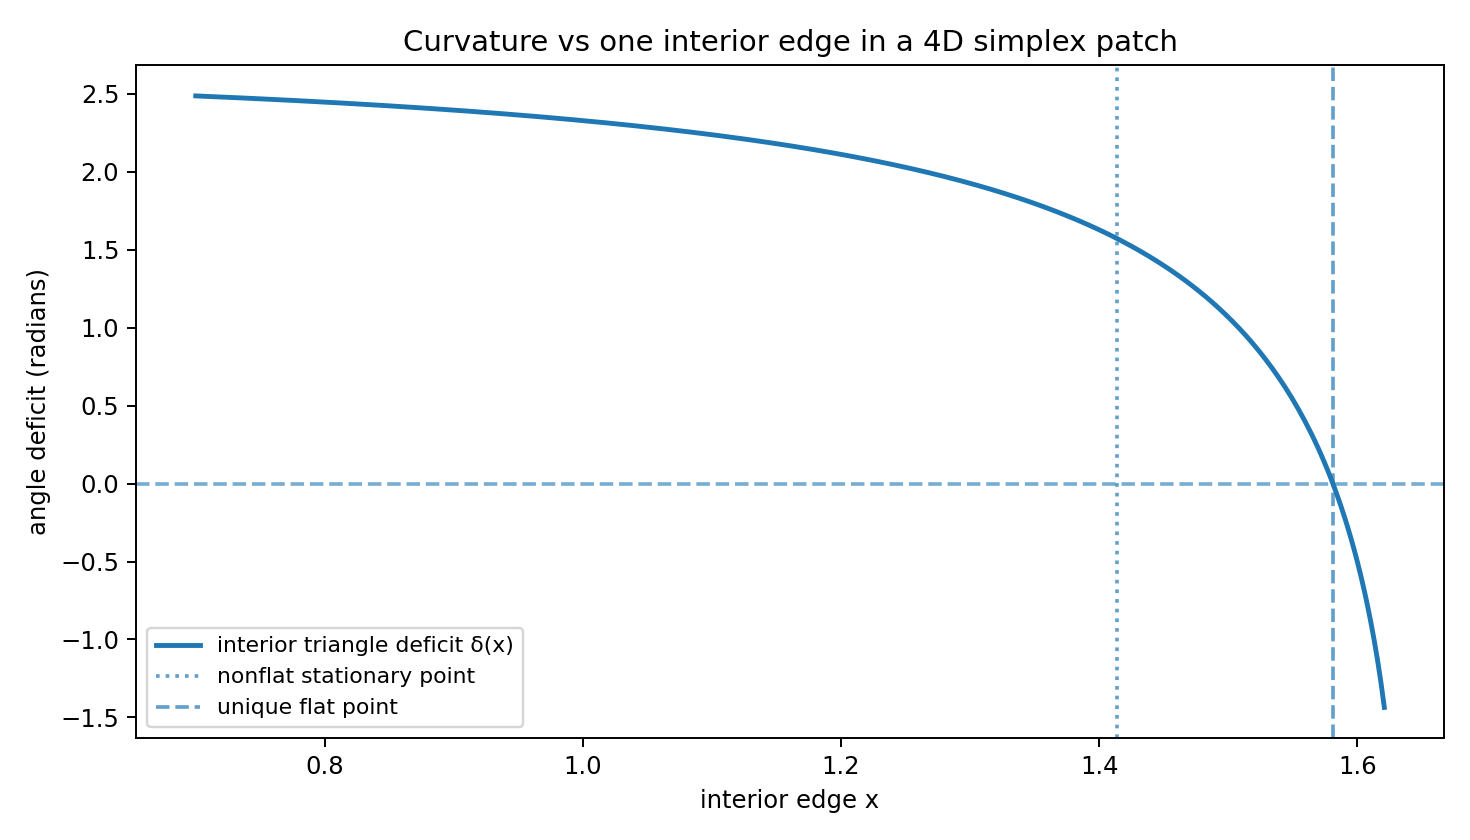 Curvature vs one interior edge in a 4D simplex patch
angle deficit (radians)
2.5
2.0
1.5
1.0
0.5
0.0
−0.5
−1.0
−1.5
interior triangle deficit δ(x)
nonflat stationary point
unique flat point
0.8 1.0 1.2 1.4 1.6
interior edge x